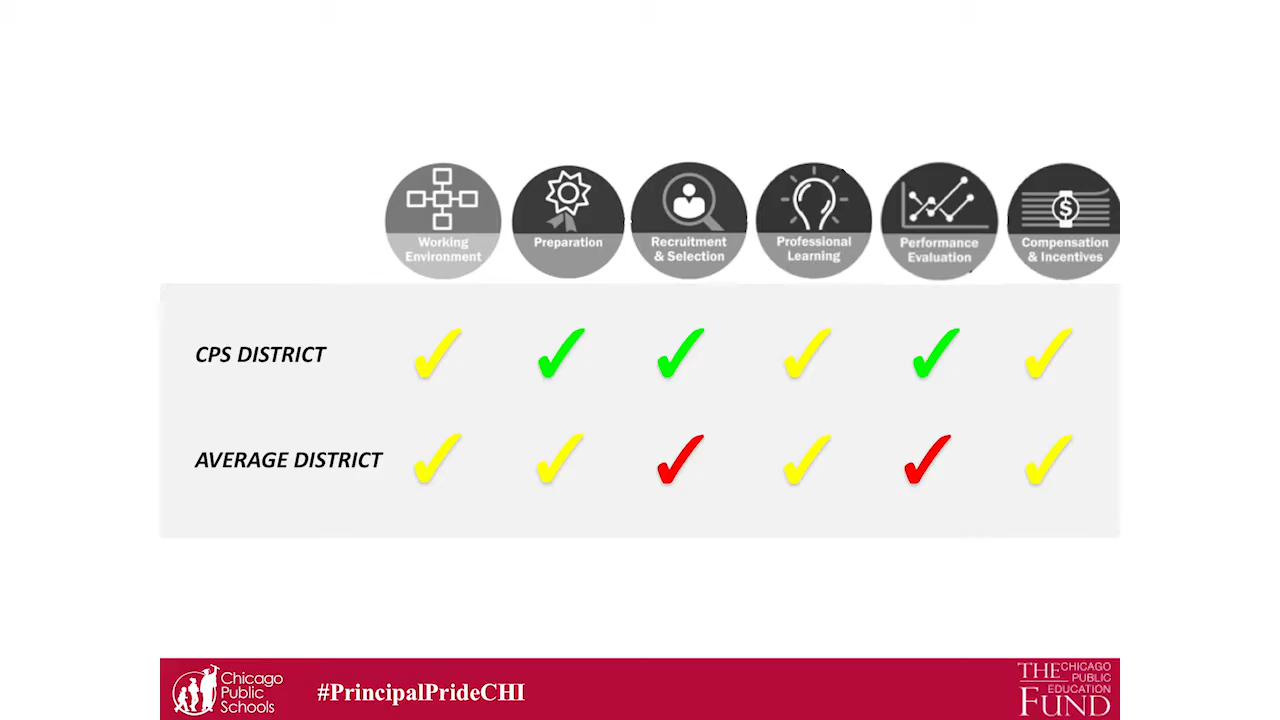 Working
Environment
Preparation
Recruitment
& Selection
Professional
Learning
Performance
Evaluation
Compensation
& Incentives
$
CPS DISTRICT
AVERAGE DISTRICT
Chicago
Public
Schools
#PrincipalPrideCHI
THE CHICAGO
PUBLIC
EDUCATION
FUND